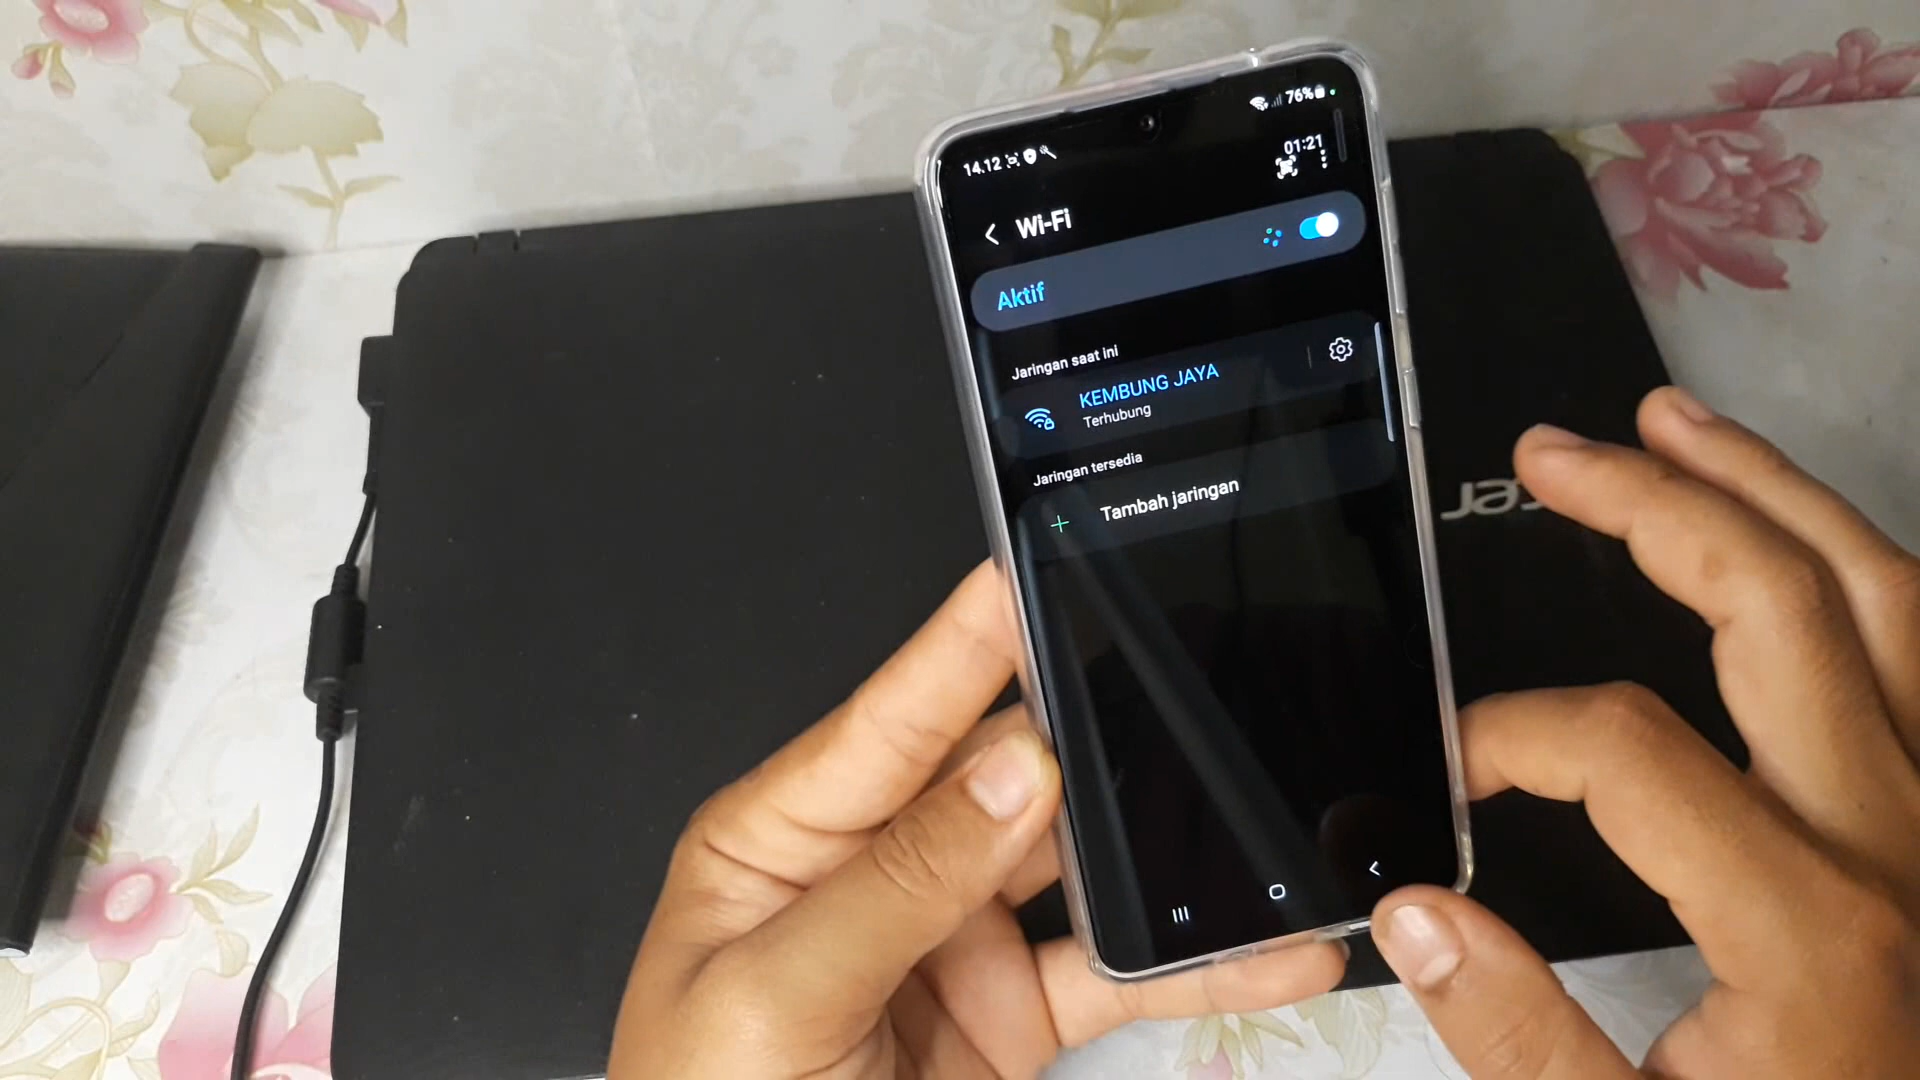 14.12
76%
01:21
Wi-Fi
Aktif
Jaringan saat ini
KEMBUNG JAYA
Terhubung
Jaringan tersedia
Tambah jaringan